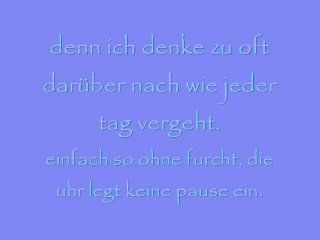 denn ich denke zu oft
darüber nach wie jeder
tag vergeht.
einfach so ohne furcht, die
uhr legt keine pause ein.